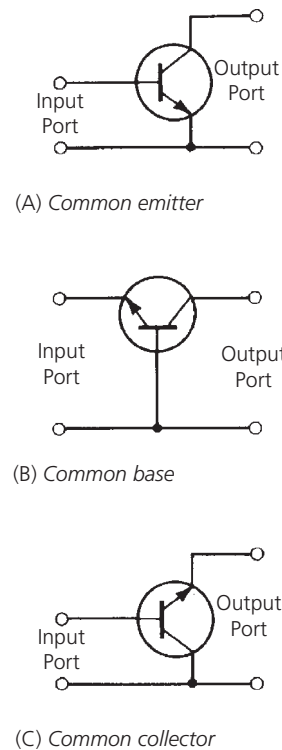 Output
Port
Input
Port
(A) Common emitter
Input
Port
Output
Port
(B) Common base
Output
Port
Input
Port
(C) Common collector